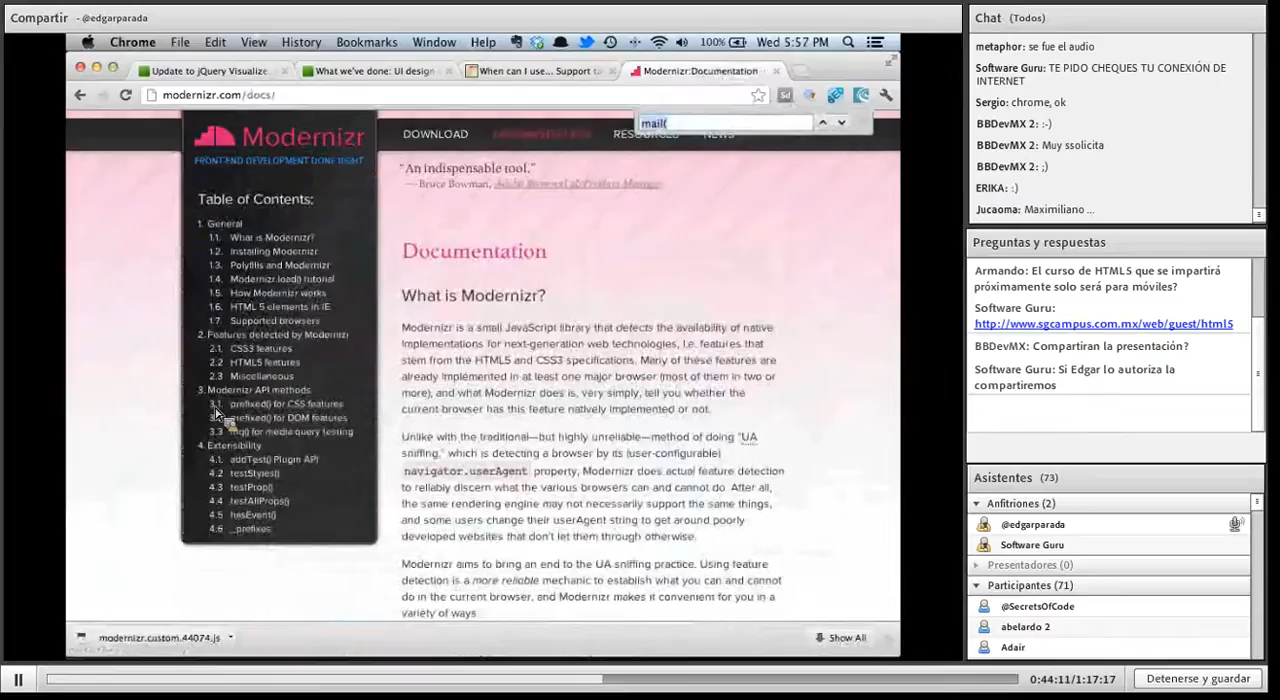 Compartir - @edgarparada
Chrome File Edit View History Bookmarks Window Help 100% Wed 5:57 PM
Update to jQuery Visualize What we've done: UI design When can I use... Support ta Modernizr:Documentation
modernizr.com/docs/
mail(
Modernizr
FRONT-END DEVELOPMENT DONE RIGHT
DOWNLOAD DOCUMENTATION RESOURCES NEWS
"An indispensable tool."
—Bruce Bowman, Adobe BrowserLab Product Manager
Table of Contents:
1. General
1.1. What is Modernizr?
1.2. Installing Modernizr
1.3. Polyfills and Modernizr
1.4. Modernizr.load() tutorial
1.5. How Modernizr works
1.6. HTML 5 elements in IE
1.7. Supported browsers
2. Features detected by Modernizr
2.1. CSS3 features
2.2 HTML5 features
2.3 Miscellaneous
3. Modernizr API methods
3.1. prefixed() for CSS features
3.2. prefixed() for DOM features
3.3 mq() for media query testing
4. Extensibility
4.1. addTest() Plugin API)
4.2 testStyles()
4.3 testProp()
4.4 testAllProps()
4.5 hasEvent()
4.6 _prefixes
Documentation
What is Modernizr?
Modernizr is a small JavaScript library that detects the availability of native
implementations for next-generation web technologies, i.e. features that
stem from the HTML5 and CSS3 specifications. Many of these features are
already implemented in at least one major browser (most of them in two or
more), and what Modernizr does is, very simply, tell you whether
the current browser has this feature natively implemented or not.
Unlike with the traditional—but highly unreliable—method of doing "UA
sniffing," which is detecting a browser by its (user-configurable)
navigator.userAgent property, Modernizr does actual feature detection
to reliably discern what the various browsers can and cannot do. After all,
the same rendering engine may not necessarily support the same things,
and some users change their userAgent string to get around poorly
developed websites that don't let them through otherwise.
Modernizr aims to bring an end to the UA sniffing practice. Using feature
detection is a more reliable mechanic to establish what you can and cannot
do in the current browser, and Modernizr makes it convenient for you in a
variety of ways
modernizr.custom.44074.js Show All
Chat (Todos)
metaphor: se fue el audio
Software Guru: TE PIDO CHEQUES TU CONEXIÓN DE
INTERNET
Sergio: chrome, ok
BBDevMX 2: :-)
BBDevMX 2: Muy ssolicita
BBDevMX 2: ;)
ERIKA: :)
Jucaoma: Maximiliano ...
Preguntas y respuestas
Armando: El curso de HTML5 que se impartirá
próximamente solo será para móviles?
Software Guru:
http://www.sgcampus.com.mx/web/guest/html5
BBDevMX: Compartiran la presentación?
Software Guru: Si Edgar lo autoriza la
compartiremos
Asistentes (73)
Anfitriones (2)
@edgarparada
Software Guru
Presentadores (0)
Participantes (71)
@SecretsOfCode
abelardo 2
Adair
0:44:11/1:17:17 Detenerse y guardar